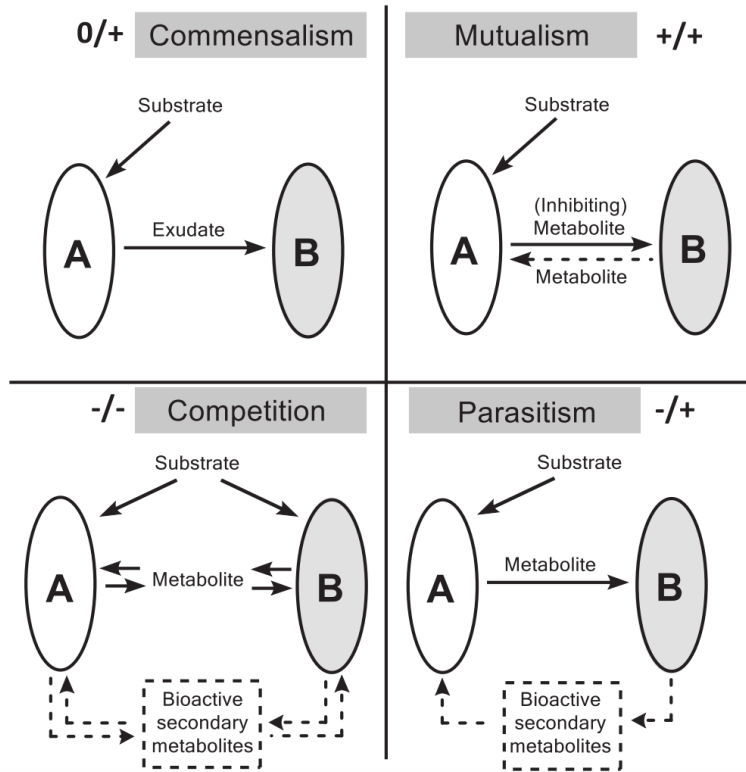 0/+ Commensalism
Substrate
A
Exudate
B
Mutualism +/+
Substrate
A
(Inhibiting)
Metabolite
Metabolite
B
-/- Competition
Substrate
A
Metabolite
B
Bioactive
secondary
metabolites
Parasitism -/+
Substrate
A
Metabolite
B
Bioactive
secondary
metabolites